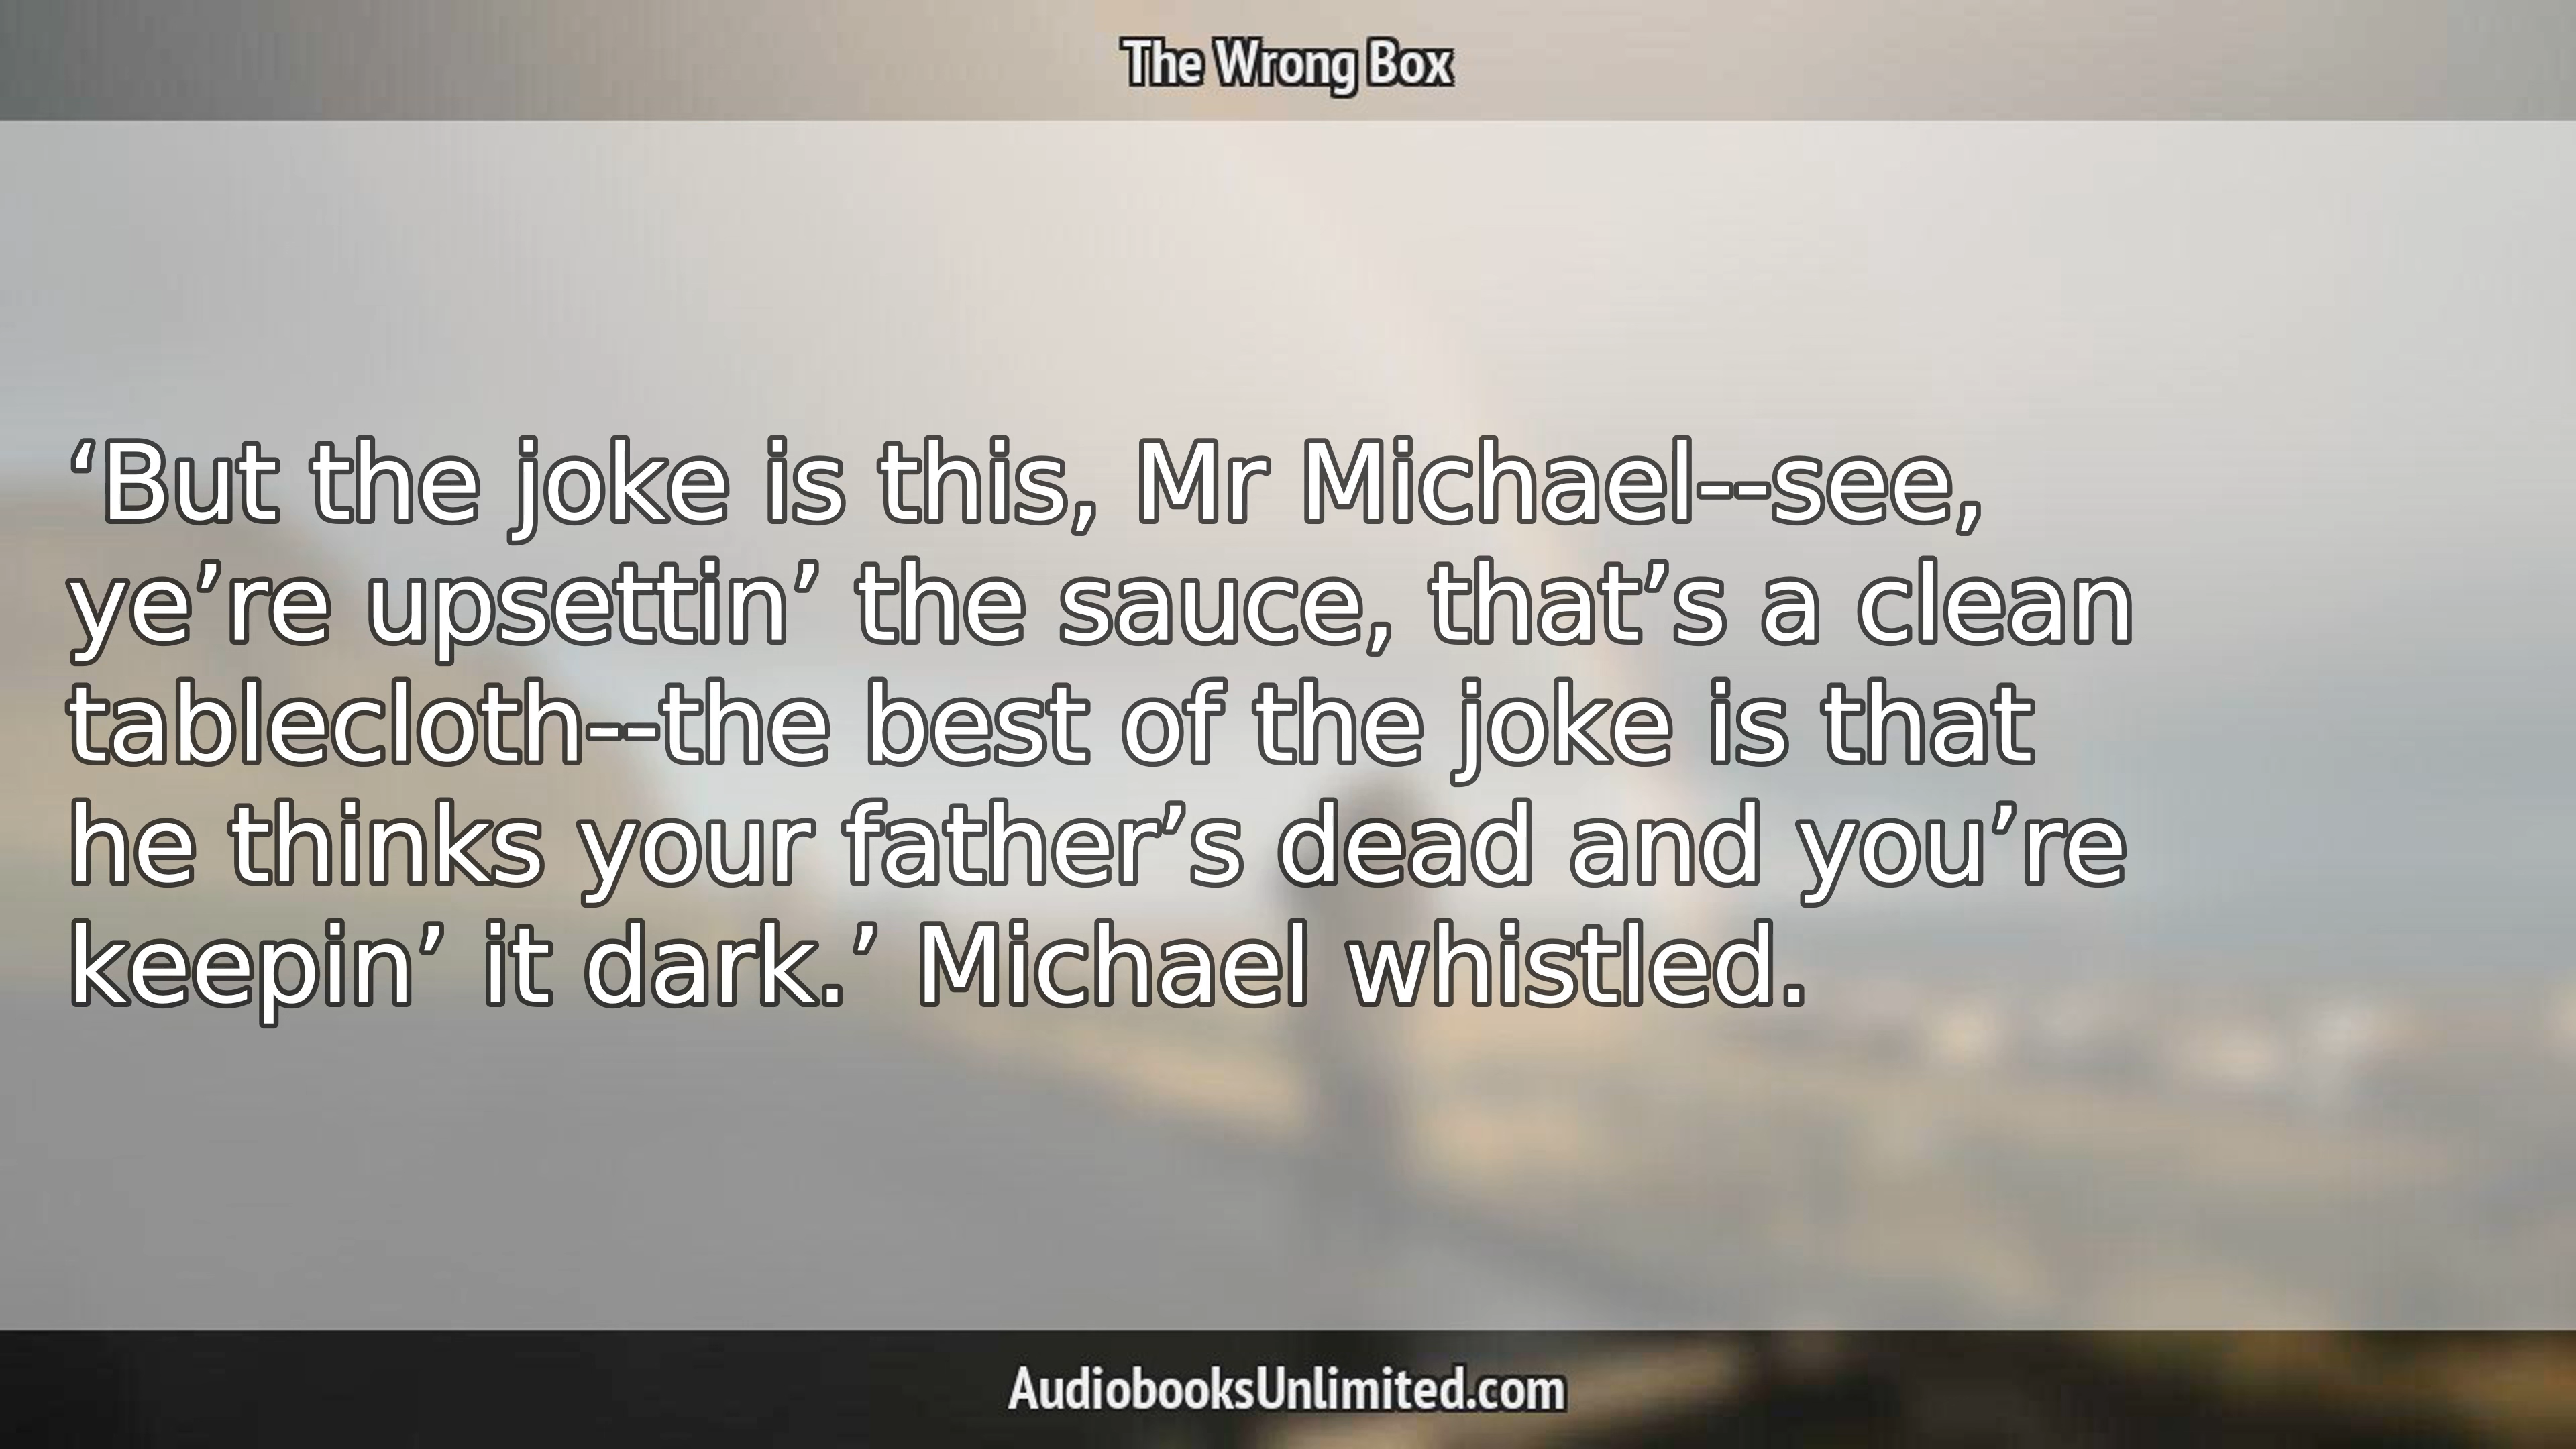 The Wrong Box
‘But the joke is this, Mr Michael--see,
ye’re upsettin’ the sauce, that’s a clean
tablecloth--the best of the joke is that
he thinks your father’s dead and you’re
keepin’ it dark.’ Michael whistled.
AudiobooksUnlimited.com